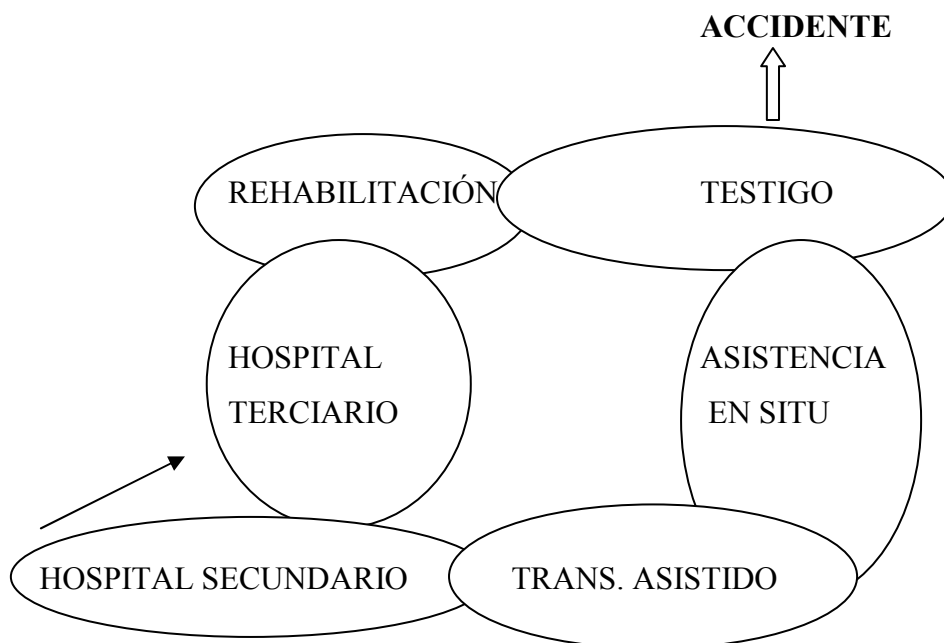 ACCIDENTE
REHABILITACIÓN
TESTIGO
HOSPITAL
TERCIARIO
ASISTENCIA
EN SITU
HOSPITAL SECUNDARIO
TRANS. ASISTIDO